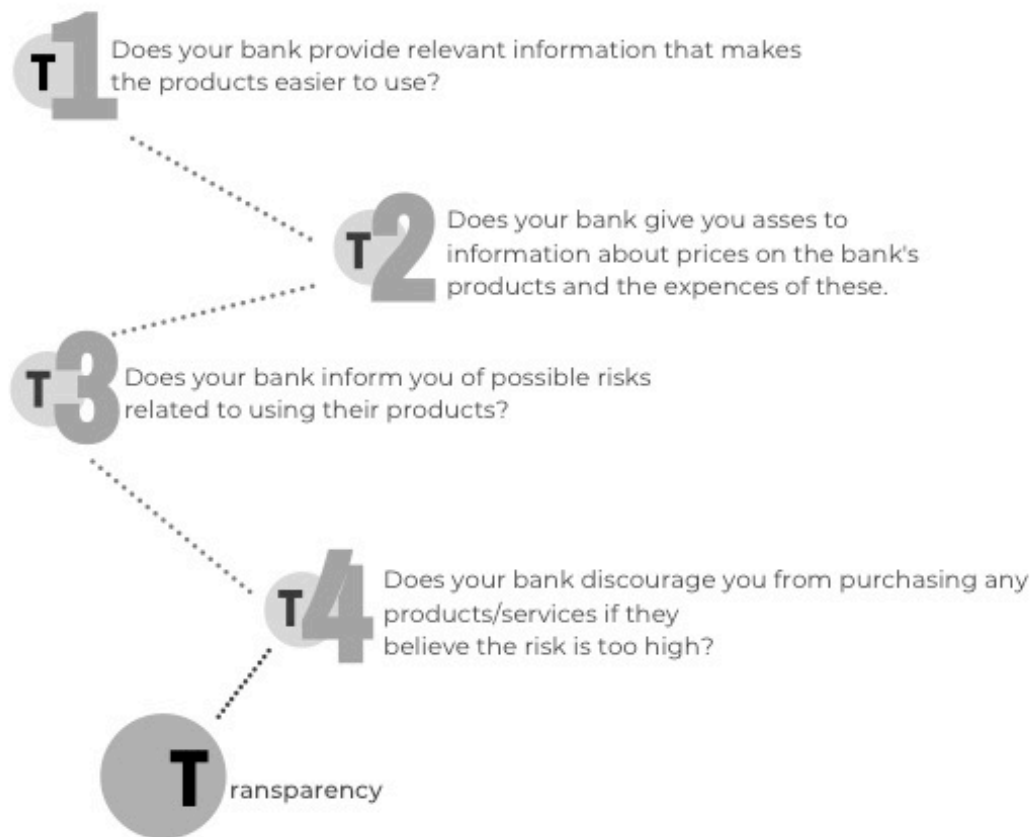 T1 Does your bank provide relevant information that makes
the products easier to use?
T2 Does your bank give you asses to
information about prices on the bank's
products and the expences of these.
T3 Does your bank inform you of possible risks
related to using their products?
T4 Does your bank discourage you from purchasing any
products/services if they
believe the risk is too high?
Transparency